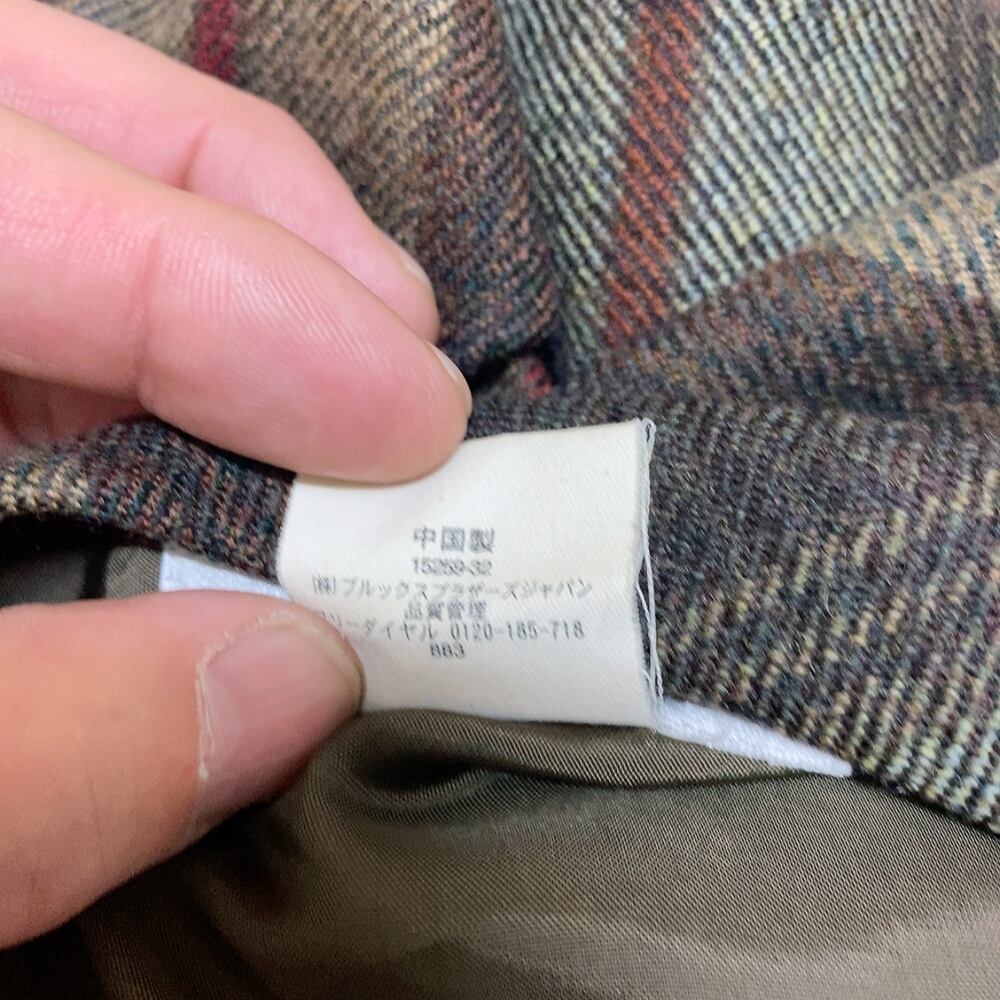 中国製
15259-32
(株)ブルックスブラザーズジャパン
品質管理
リーダイヤル 0120-185-718
883